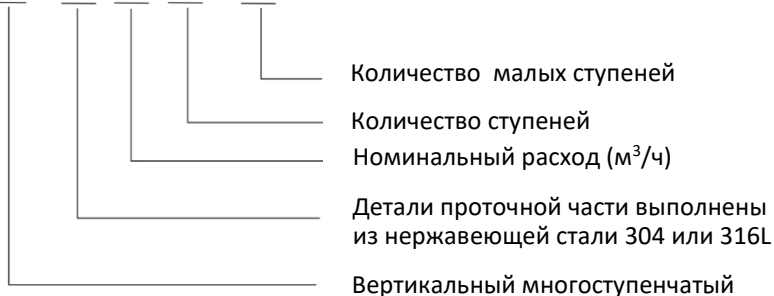 Количество малых ступеней
Количество ступеней
Номинальный расход (м³/ч)
Детали проточной части выполнены
из нержавеющей стали 304 или 316L
Вертикальный многоступенчатый